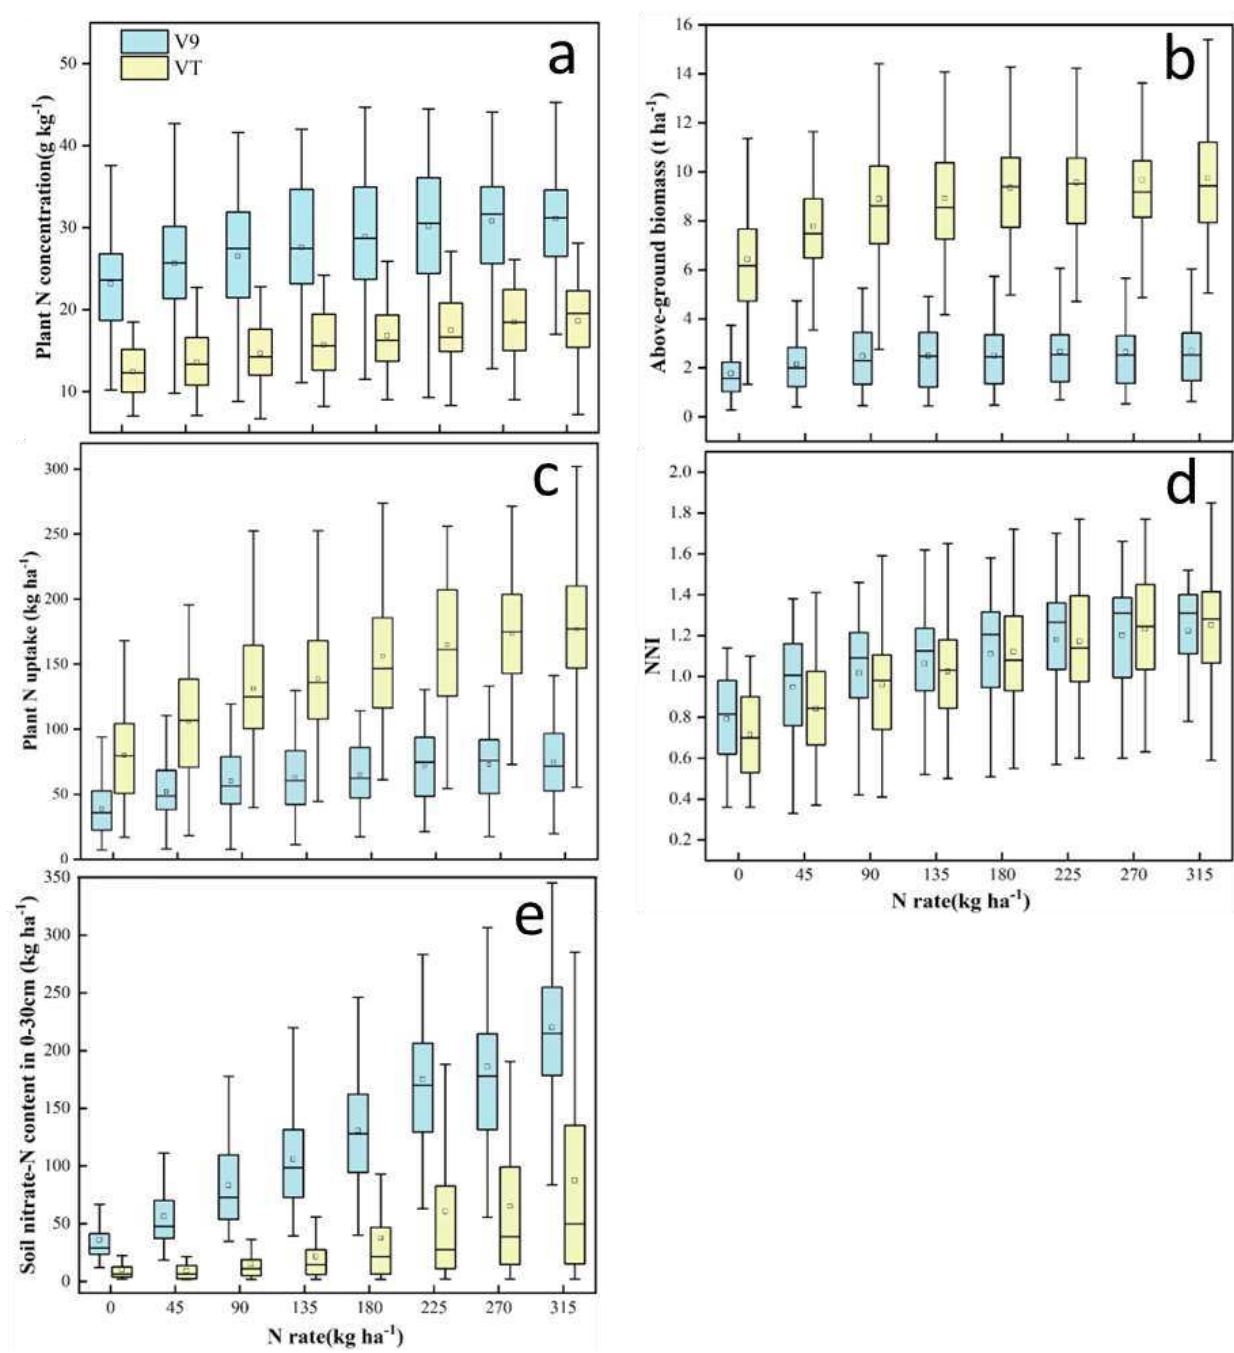 V9
VT
a
50
40
30
20
10
Plant N concentration(g kg⁻¹)
b
16
14
12
10
8
6
4
2
0
Above-ground biomass (t ha⁻¹)
c
300
250
200
150
100
50
0
Plant N uptake (kg ha⁻¹)
d
2.0
1.8
1.6
1.4
1.2
1.0
0.8
0.6
0.4
0.2
NNI
0 45 90 135 180 225 270 315
N rate(kg ha⁻¹)
e
350
300
250
200
150
100
50
0
Soil nitrate-N content in 0-30cm (kg ha⁻¹)
0 45 90 135 180 225 270 315
N rate(kg ha⁻¹)